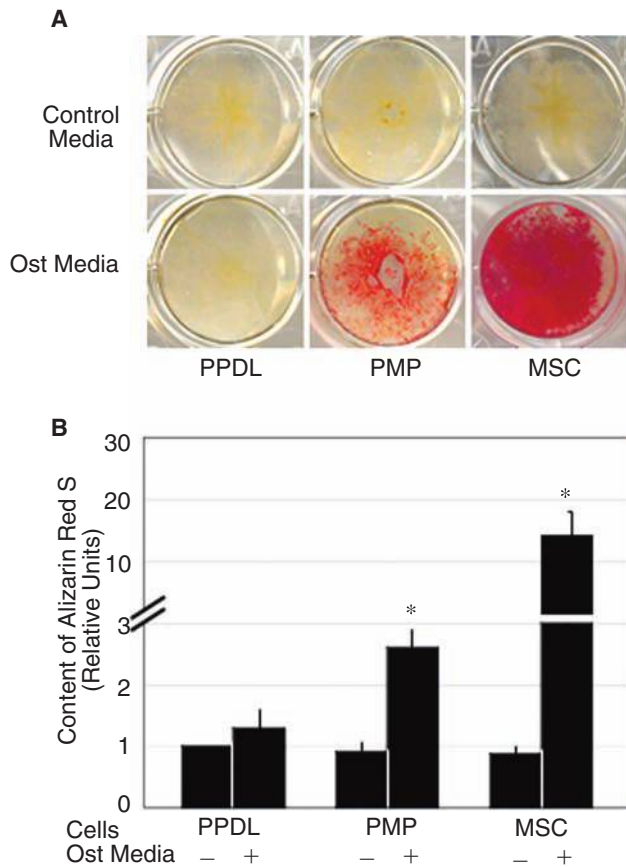 A
Control
Media
Ost Media
PPDL PMP MSC
B
Content of Alizarin Red S
(Relative Units)
30
20
10
3
2
1
0
*
*
Cells PPDL PMP MSC
Ost Media − + − + − +